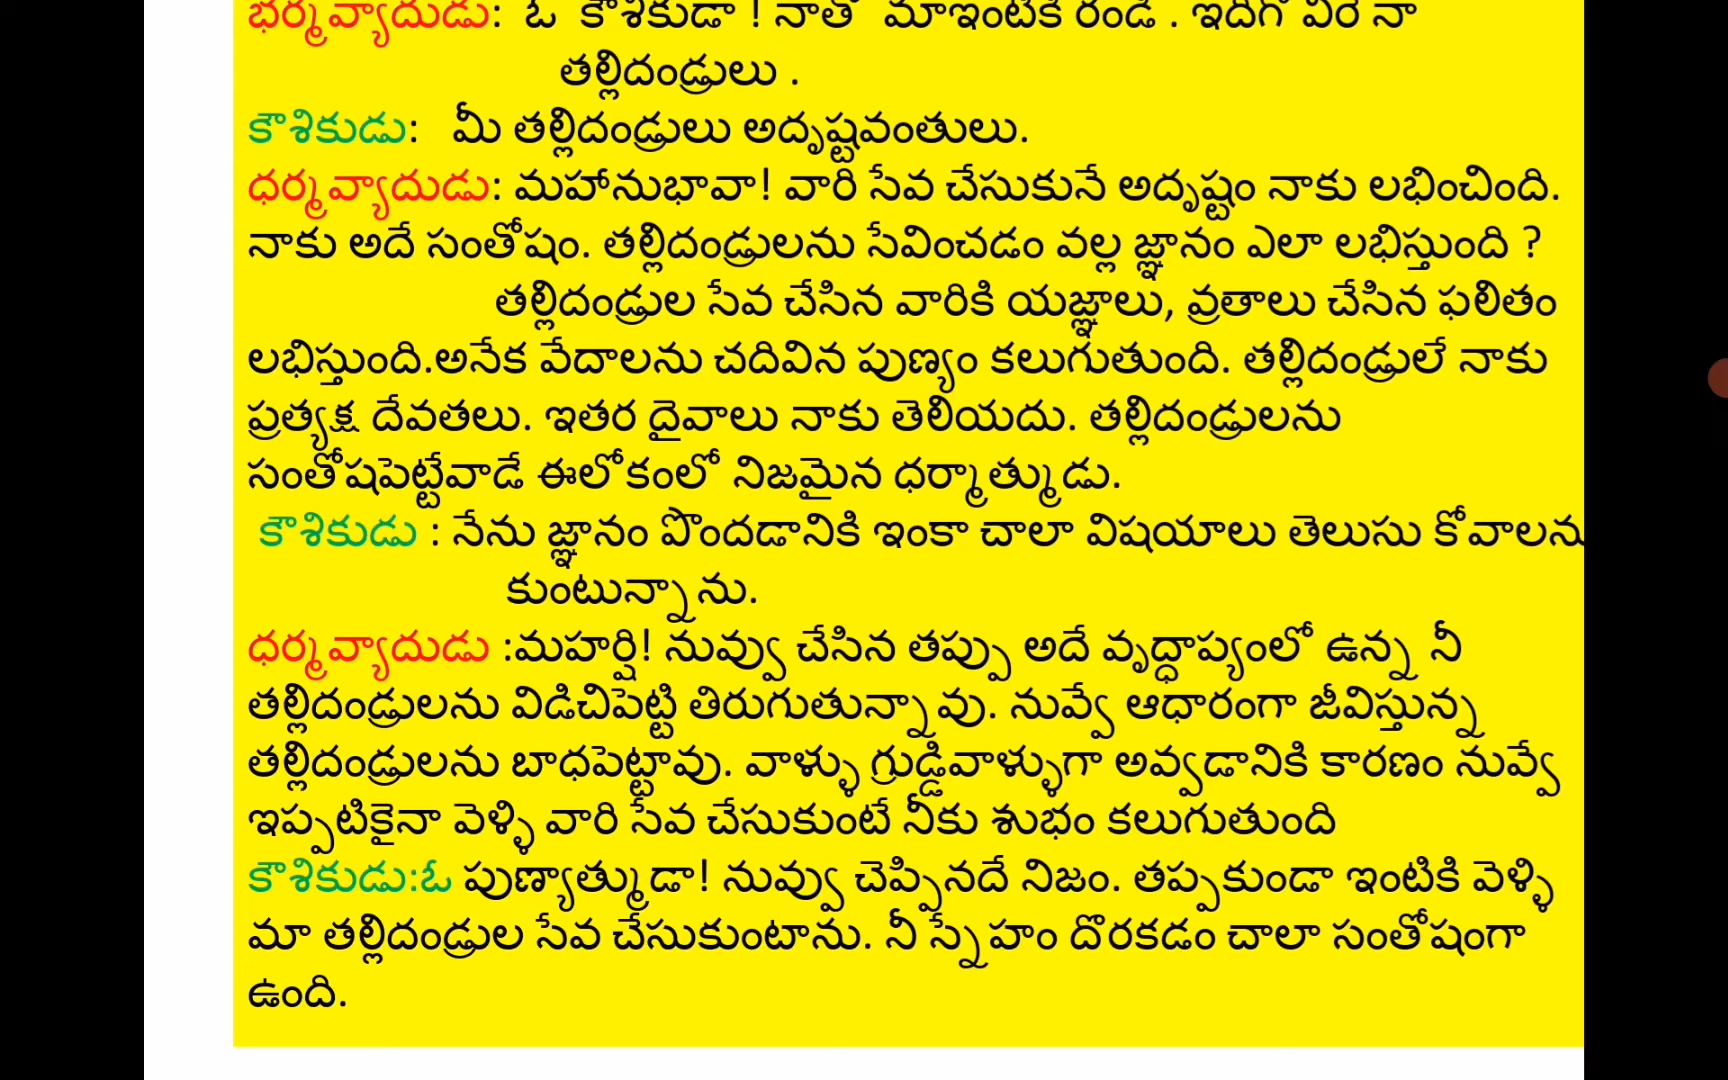 ధర్మవ్యాదుడు: ఓ కౌశికుడా ! నాతో మాఇంటికి రండి . ఇదిగో వీరే నా
తల్లిదండ్రులు .
కౌశికుడు: మీ తల్లిదండ్రులు అదృష్టవంతులు.
ధర్మవ్యాదుడు: మహానుభావా! వారి సేవ చేసుకునే అదృష్టం నాకు లభించింది.
నాకు అదే సంతోషం. తల్లిదండ్రులను సేవించడం వల్ల జ్ఞానం ఎలా లభిస్తుంది ?
తల్లిదండ్రుల సేవ చేసిన వారికి యజ్ఞాలు, వ్రతాలు చేసిన ఫలితం
లభిస్తుంది.అనేక వేదాలను చదివిన పుణ్యం కలుగుతుంది. తల్లిదండ్రులే నాకు
ప్రత్యక్ష దేవతలు. ఇతర దైవాలు నాకు తెలియదు. తల్లిదండ్రులను
సంతోషపెట్టేవాడే ఈలోకంలో నిజమైన ధర్మాత్ముడు.
కౌశికుడు : నేను జ్ఞానం పొందడానికి ఇంకా చాలా విషయాలు తెలుసు కోవాలను
కుంటున్నాను.
ధర్మవ్యాదుడు :మహర్షి! నువ్వు చేసిన తప్పు అదే వృద్ధాప్యంలో ఉన్న నీ
తల్లిదండ్రులను విడిచిపెట్టి తిరుగుతున్నావు. నువ్వే ఆధారంగా జీవిస్తున్న
తల్లిదండ్రులను బాధపెట్టావు. వాళ్ళు గ్రుడ్డివాళ్ళుగా అవ్వడానికి కారణం నువ్వే
ఇప్పటికైనా వెళ్ళి వారి సేవ చేసుకుంటే నీకు శుభం కలుగుతుంది
కౌశికుడు:ఓ పుణ్యాత్ముడా! నువ్వు చెప్పినదే నిజం. తప్పకుండా ఇంటికి వెళ్ళి
మా తల్లిదండ్రుల సేవ చేసుకుంటాను. నీ స్నేహం దొరకడం చాలా సంతోషంగా
ఉంది.